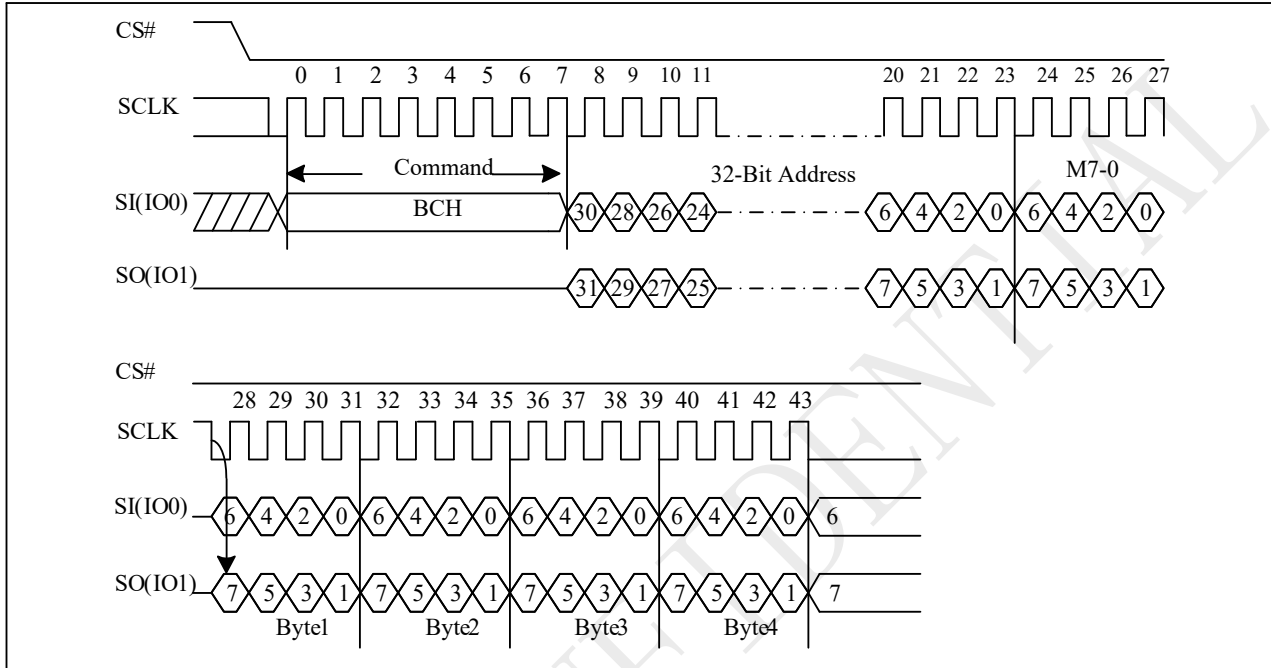 CS#
0 1 2 3 4 5 6 7 8 9 10 11 20 21 22 23 24 25 26 27
SCLK
Command 32-Bit Address M7-0
SI(IO0) BCH 30 28 26 24 6 4 2 0 6 4 2 0
SO(IO1) 31 29 27 25 7 5 3 1 7 5 3 1
CS#
28 29 30 31 32 33 34 35 36 37 38 39 40 41 42 43
SCLK
SI(IO0) 6 4 2 0 6 4 2 0 6 4 2 0 6 4 2 0 6
SO(IO1) 7 5 3 1 7 5 3 1 7 5 3 1 7 5 3 1 7
Byte1 Byte2 Byte3 Byte4
IDENTIAL